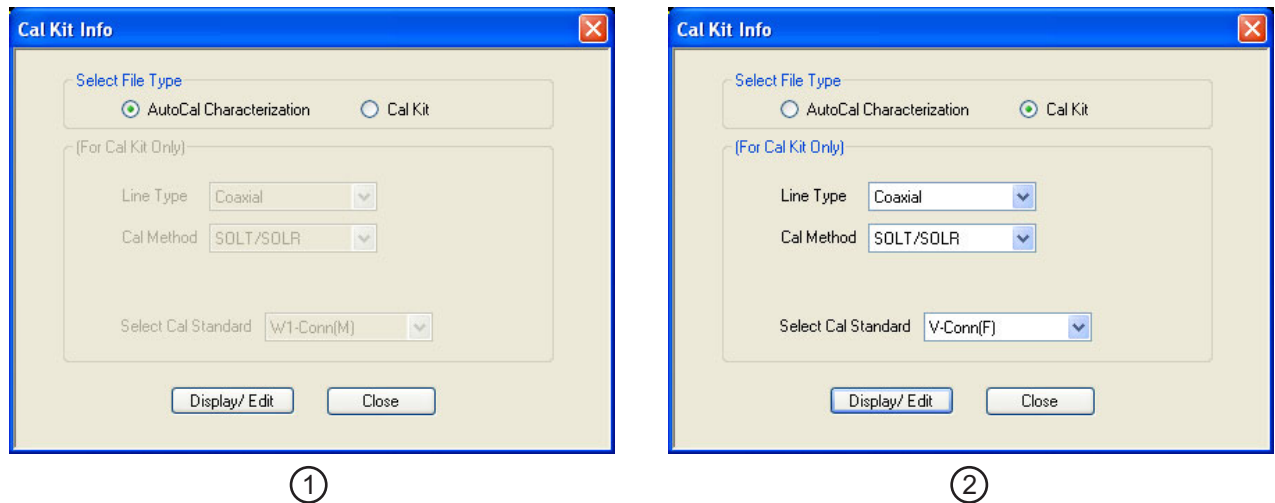 Cal Kit Info
Select File Type
AutoCal Characterization Cal Kit
(For Cal Kit Only)
Line Type Coaxial
Cal Method SOLT/SOLR
Select Cal Standard W1-Conn(M)
Display/ Edit Close
1
Cal Kit Info
Select File Type
AutoCal Characterization Cal Kit
(For Cal Kit Only)
Line Type Coaxial
Cal Method SOLT/SOLR
Select Cal Standard V-Conn(F)
Display/ Edit Close
2